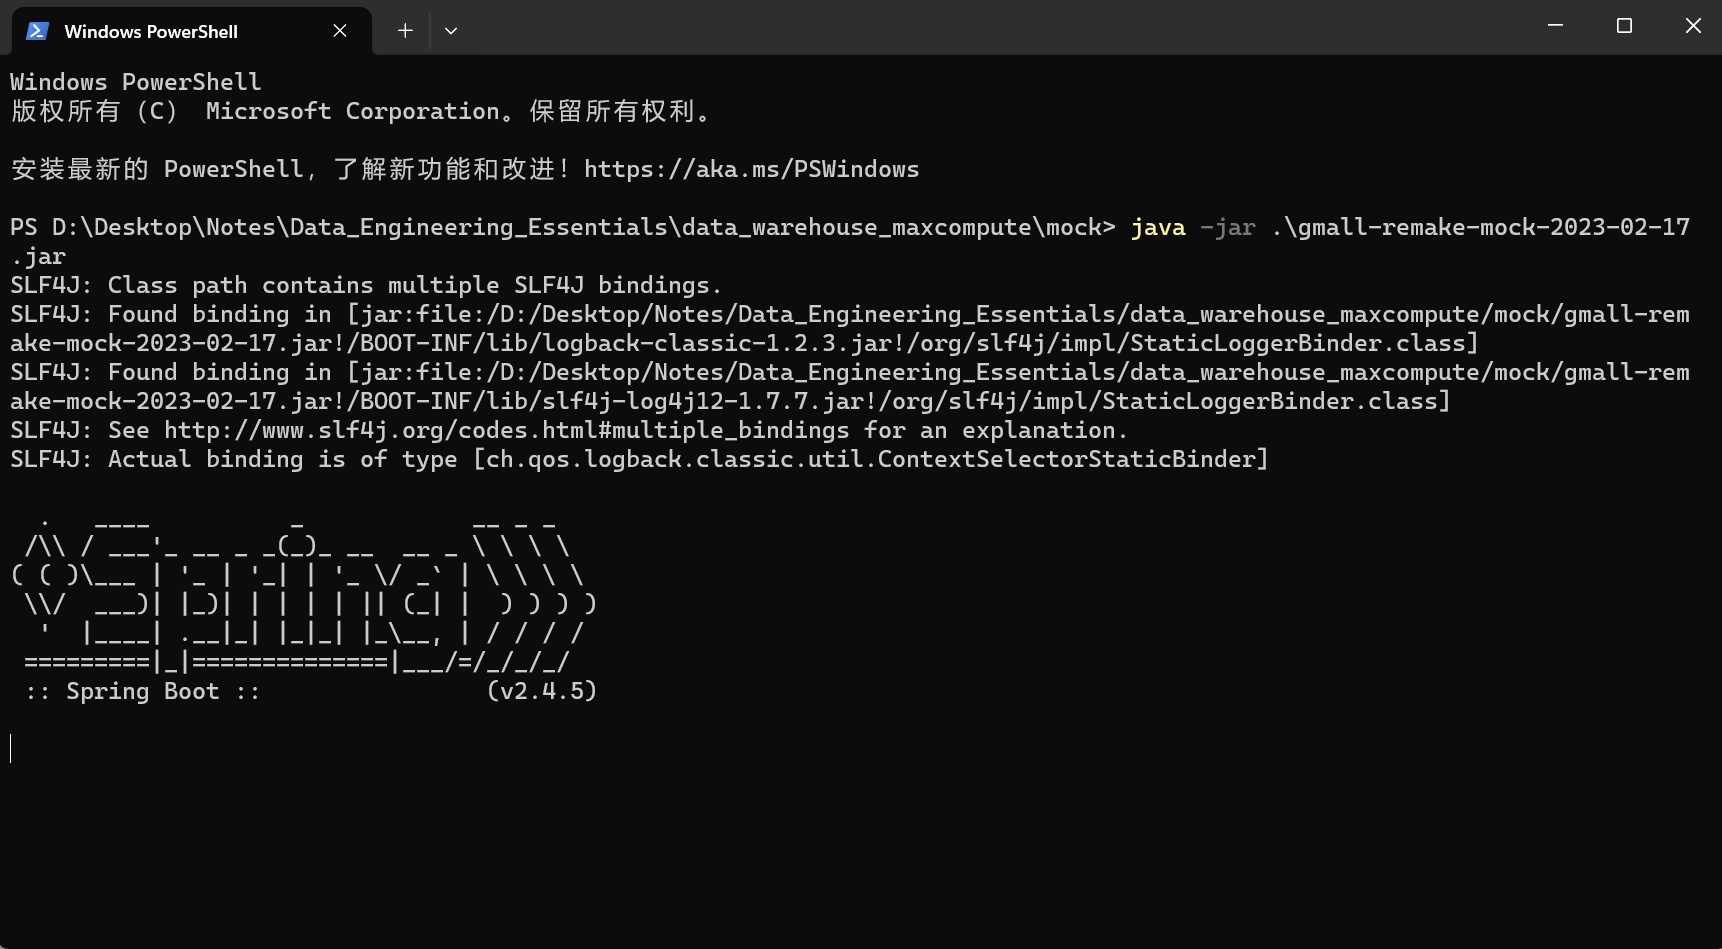 Windows PowerShell
Windows PowerShell
版权所有（C） Microsoft Corporation。保留所有权利。
安装最新的 PowerShell，了解新功能和改进！https://aka.ms/PSWindows
PS D:\Desktop\Notes\Data_Engineering_Essentials\data_warehouse_maxcompute\mock> java -jar .\gmall-remake-mock-2023-02-17
.jar
SLF4J: Class path contains multiple SLF4J bindings.
SLF4J: Found binding in [jar:file:/D:/Desktop/Notes/Data_Engineering_Essentials/data_warehouse_maxcompute/mock/gmall-rem
ake-mock-2023-02-17.jar!/BOOT-INF/lib/logback-classic-1.2.3.jar!/org/slf4j/impl/StaticLoggerBinder.class]
SLF4J: Found binding in [jar:file:/D:/Desktop/Notes/Data_Engineering_Essentials/data_warehouse_maxcompute/mock/gmall-rem
ake-mock-2023-02-17.jar!/BOOT-INF/lib/slf4j-log4j12-1.7.7.jar!/org/slf4j/impl/StaticLoggerBinder.class]
SLF4J: See http://www.slf4j.org/codes.html#multiple_bindings for an explanation.
SLF4J: Actual binding is of type [ch.qos.logback.classic.util.ContextSelectorStaticBinder]
  .   ____          _            __ _ _
 /\\ / ___'_ __ _ _(_)_ __  __ _ \ \ \ \
( ( )\___ | '_ | '_| | '_ \/ _` | \ \ \ \
 \\/  ___)| |_)| | | | | || (_| |  ) ) ) )
  '  |____| .__|_| |_|_| |_\__, | / / / /
 =========|_|==============|___/=/_/_/_/
 :: Spring Boot ::                (v2.4.5)